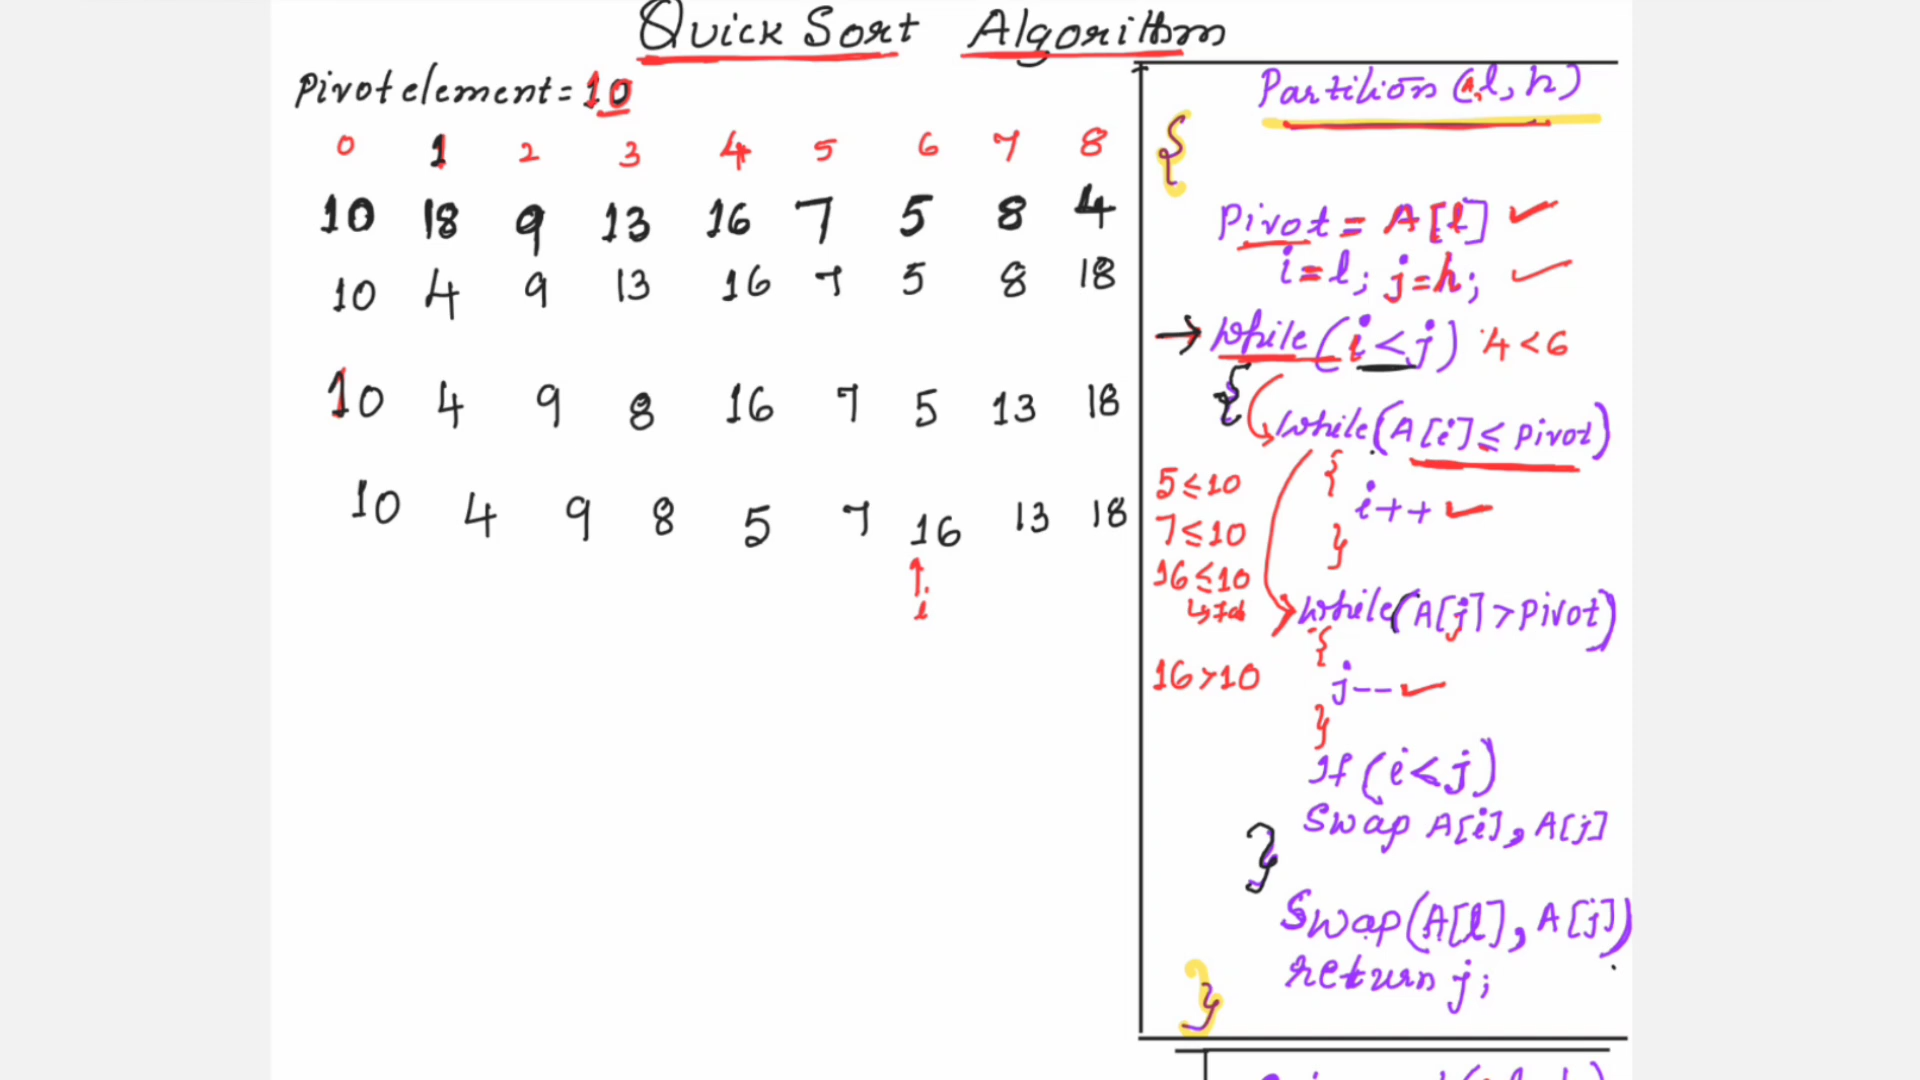 Quick Sort Algorithm
Pivot element = 10
0 1 2 3 4 5 6 7 8
10 18 9 13 16 7 5 8 4
10 4 9 13 16 7 5 8 18
10 4 9 8 16 7 5 13 18
10 4 9 8 5 7 16 13 18
i
Partition (A, l, h)
{
Pivot = A[l]
i = l; j = h;
→ while (i < j) 4 < 6
{
while (A[i] ≤ pivot)
{
5 ≤ 10
i++
7 ≤ 10
}
16 ≤ 10
while (A[j] > pivot)
{
16 > 10
j--
}
If (i < j)
Swap A[i], A[j]
}
Swap (A[l], A[j])
return j;
}